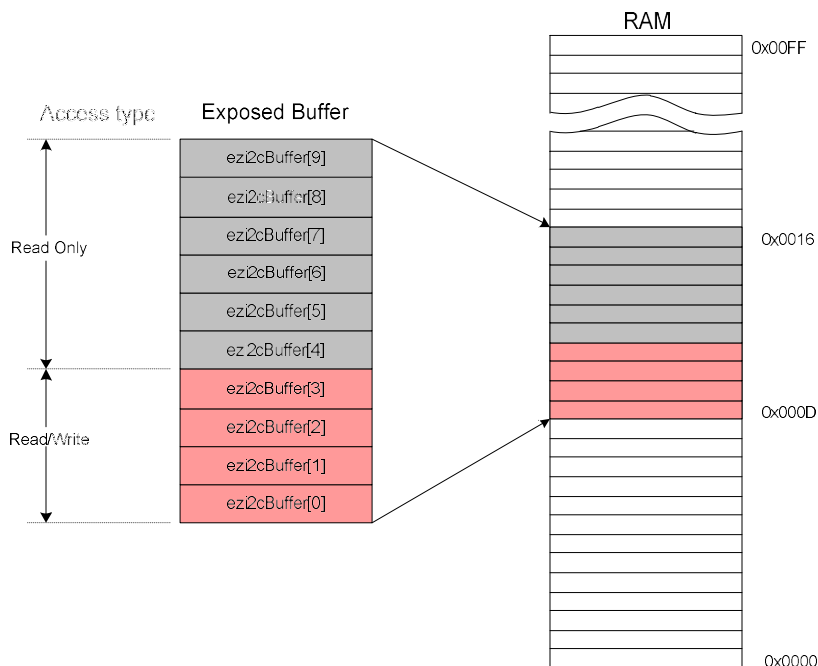 RAM
0x00FF
Access type
Exposed Buffer
ezi2cBuffer[9]
ezi2cBuffer[8]
ezi2cBuffer[7]
ezi2cBuffer[6]
ezi2cBuffer[5]
ezi2cBuffer[4]
ezi2cBuffer[3]
ezi2cBuffer[2]
ezi2cBuffer[1]
ezi2cBuffer[0]
Read Only
Read/Write
0x0016
0x000D
0x0000